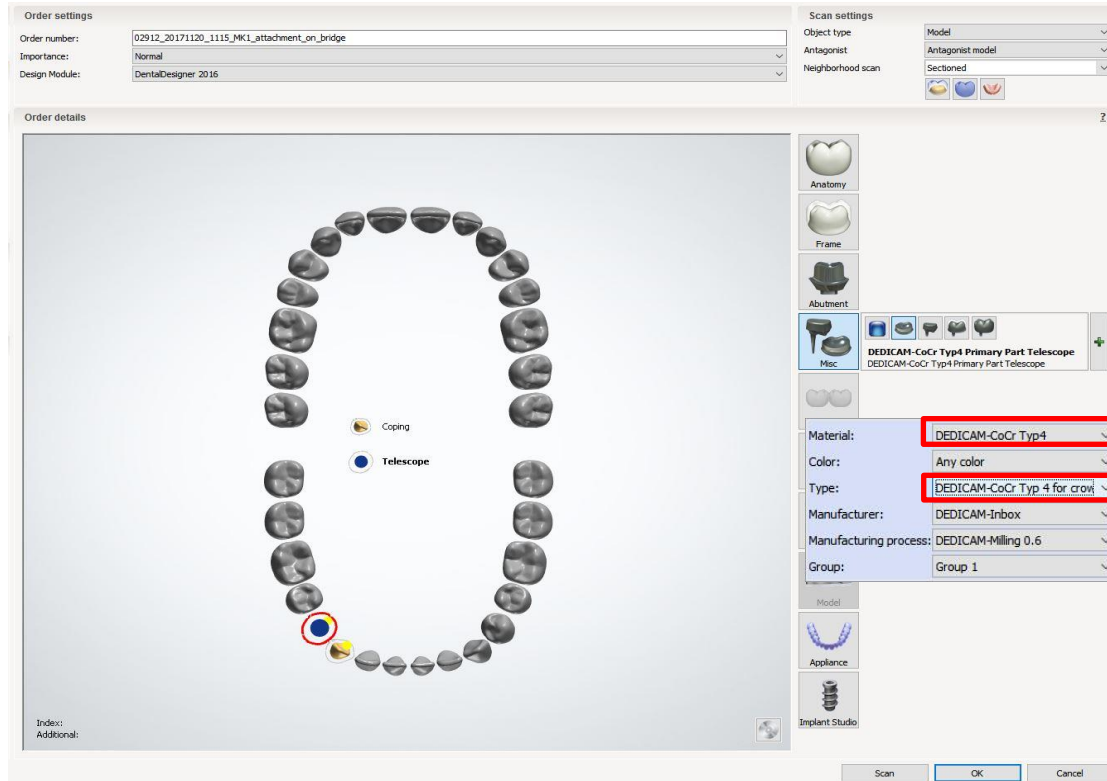 Order settings
Order number: 02912_20171120_1115_MK1_attachment_on_bridge
Importance: Normal
Design Module: DentalDesigner 2016
Scan settings
Object type Model
Antagonist Antagonist model
Neighborhood scan Sectioned
Order details ?
Anatomy
Frame
Abutment
Misc
DEDICAM-CoCr Typ4 Primary Part Telescope
DEDICAM-CoCr Typ4 Primary Part Telescope
Coping
Telescope
Material: DEDICAM-CoCr Typ4
Color: Any color
Type: DEDICAM-CoCr Typ 4 for crow
Manufacturer: DEDICAM-Inbox
Manufacturing process: DEDICAM-Milling 0.6
Group: Group 1
Model
Appliance
Implant Studio
Index:
Additional:
Scan OK Cancel